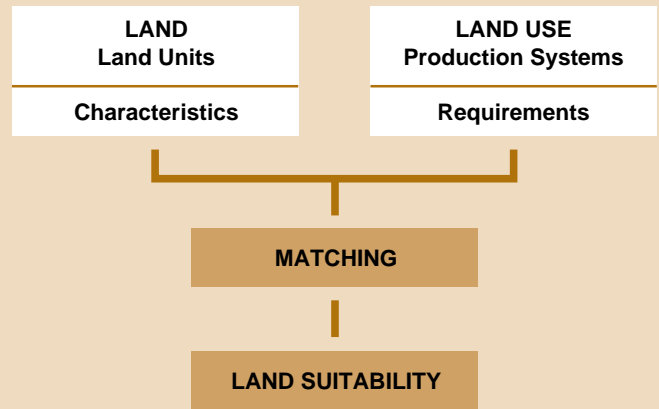 LAND
Land Units
Characteristics
LAND USE
Production Systems
Requirements
MATCHING
LAND SUITABILITY